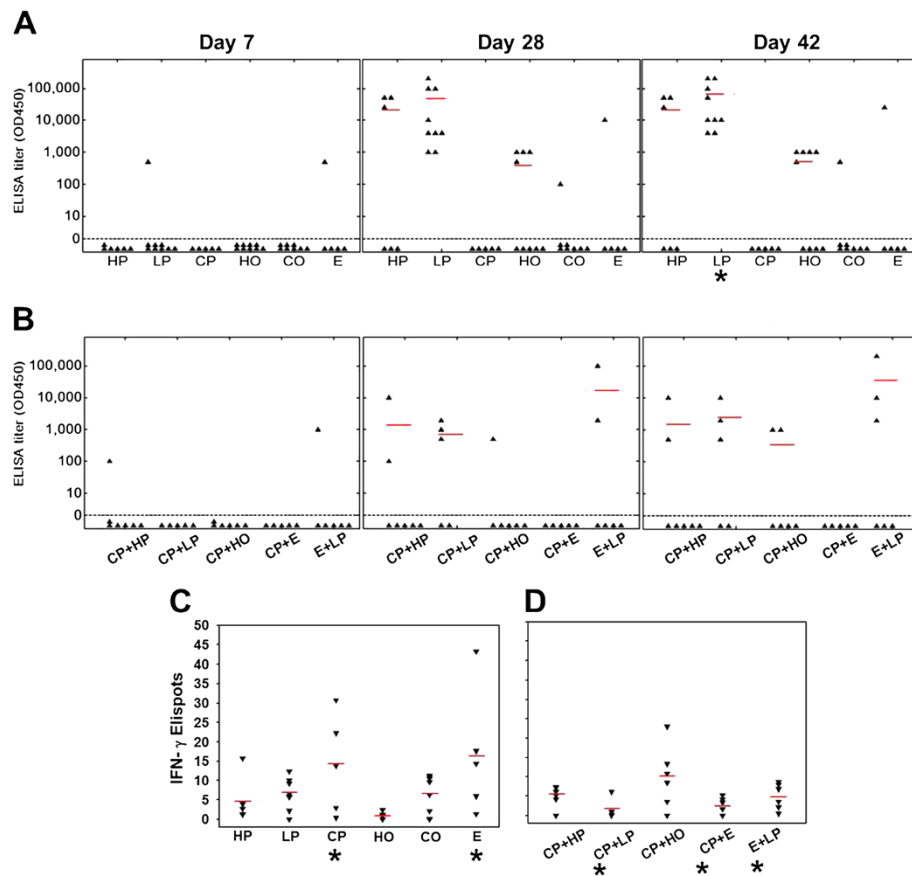 A
Day 7 Day 28 Day 42
ELISA titer (OD450)
100,000
10,000
1,000
100
10
0
HP LP CP HO CO E HP LP CP HO CO E HP LP CP HO CO E
*
B
ELISA titer (OD450)
100,000
10,000
1,000
100
10
0
CP+HP CP+LP CP+HO CP+E E+LP CP+HP CP+LP CP+HO CP+E E+LP CP+HP CP+LP CP+HO CP+E E+LP
C D
IFN- γ Elispots
50
45
40
35
30
25
20
15
10
5
0
HP LP CP HO CO E
* *
CP+HP CP+LP CP+HO CP+E E+LP
* * *